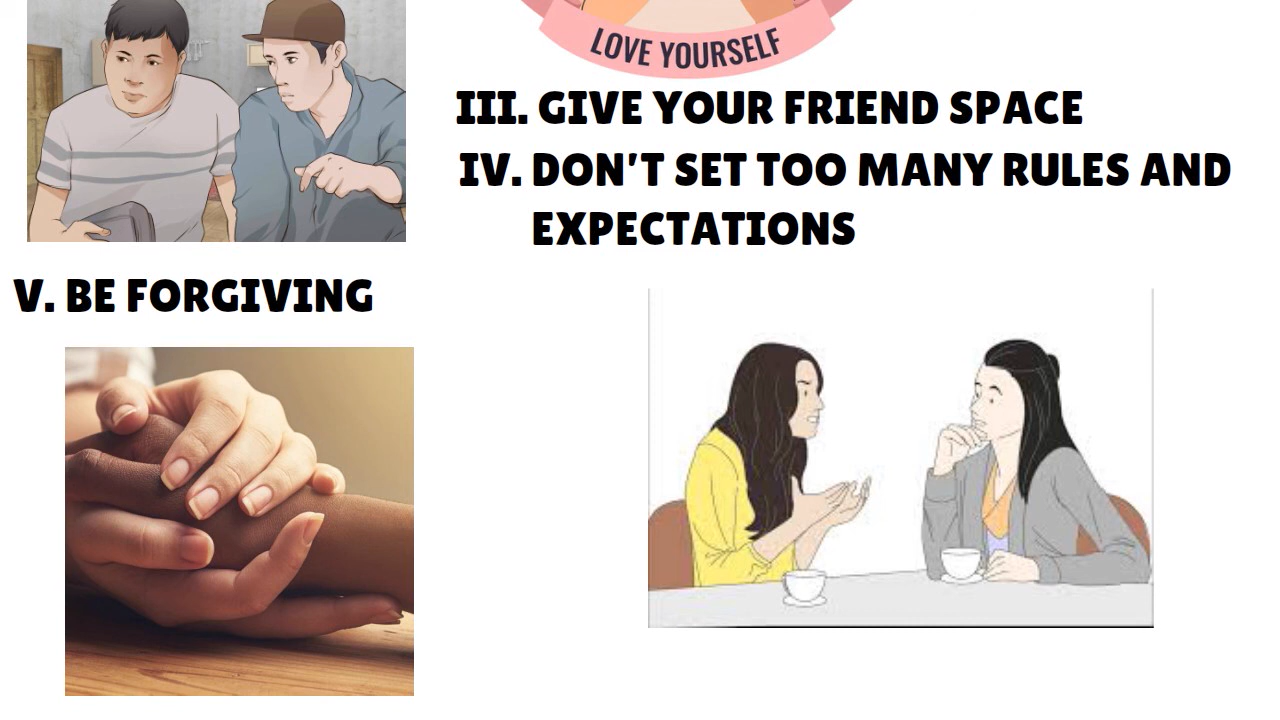 LOVE YOURSELF
III. GIVE YOUR FRIEND SPACE
IV. DON'T SET TOO MANY RULES AND
EXPECTATIONS
V. BE FORGIVING